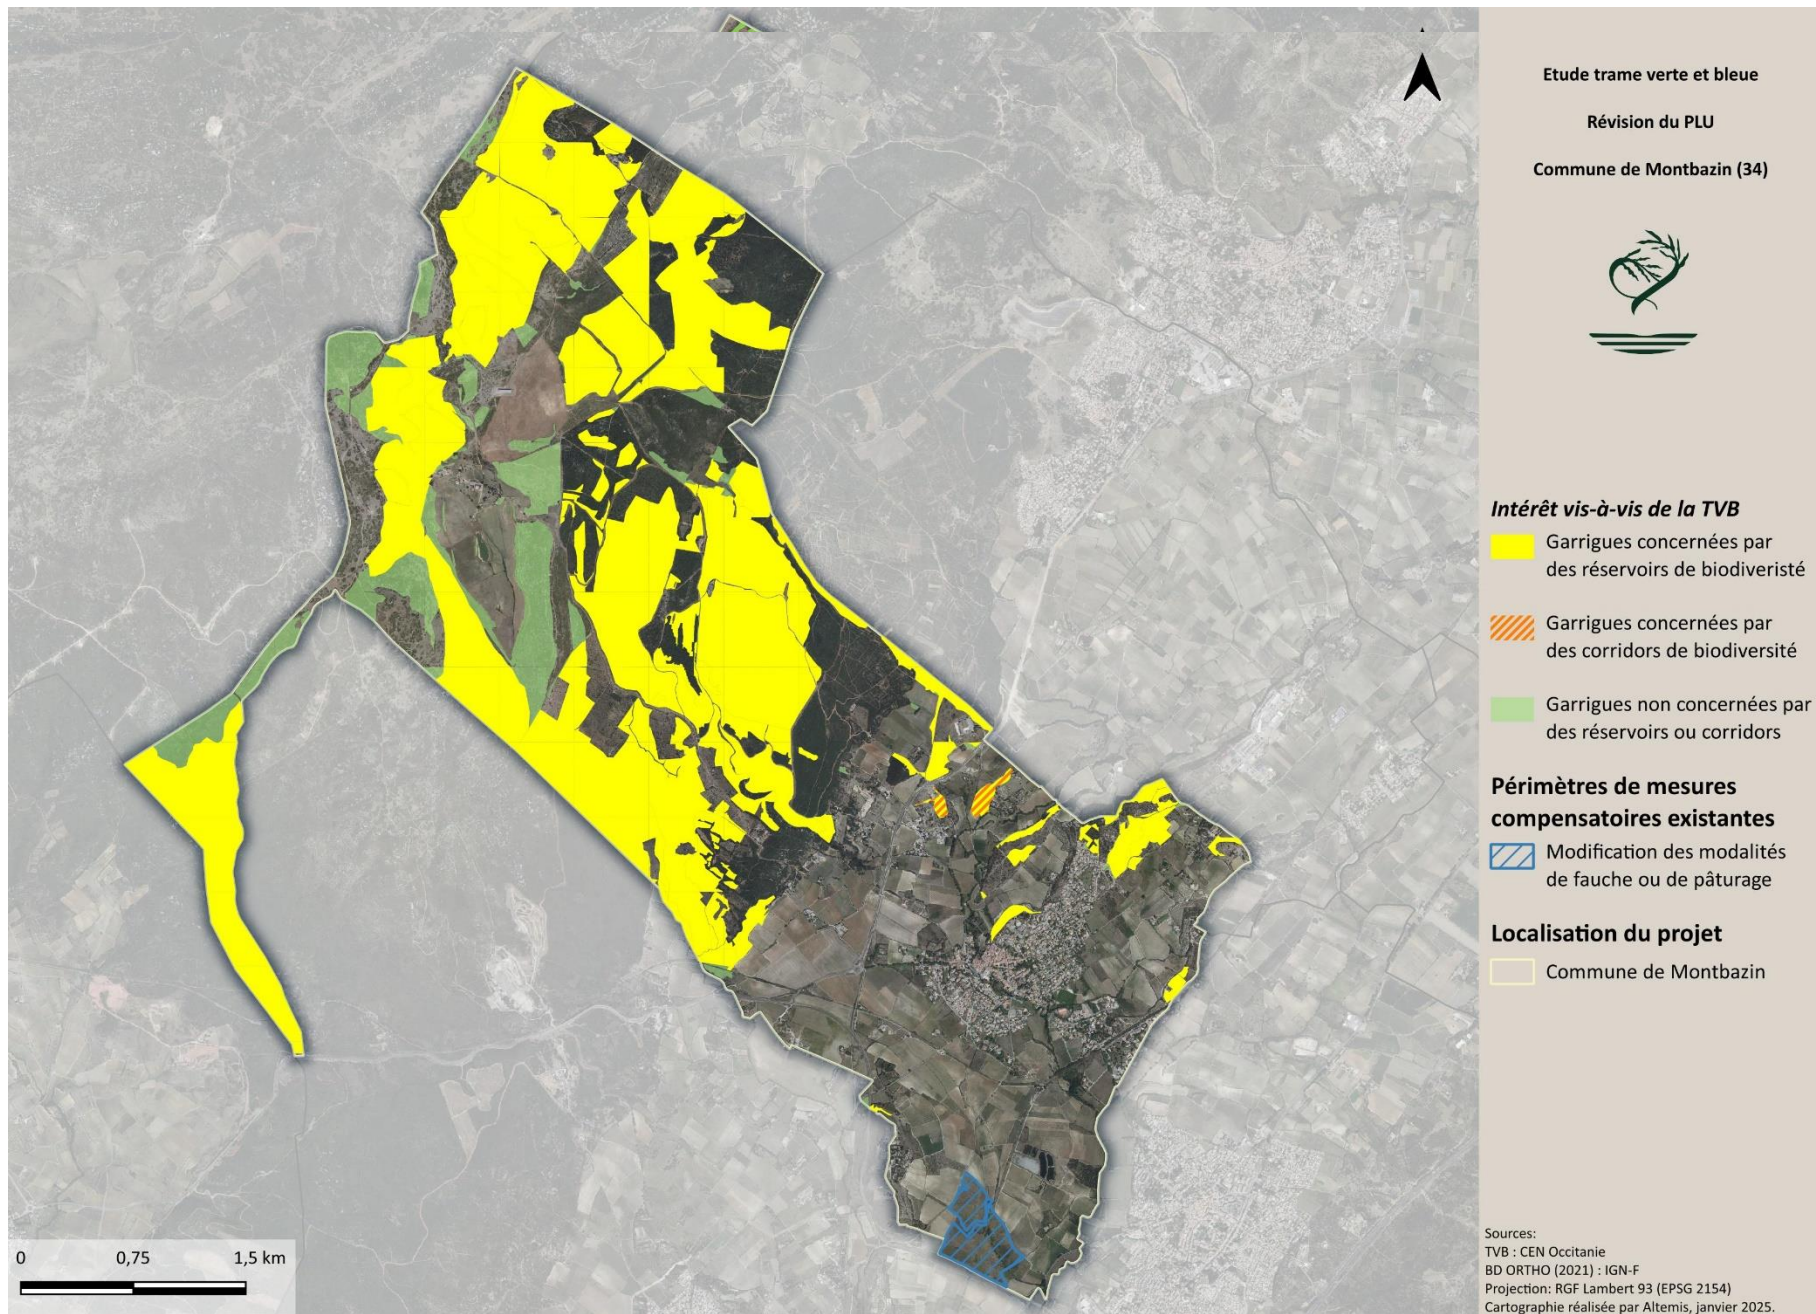 Etude trame verte et bleue
Révision du PLU
Commune de Montbazin (34)
Intérêt vis-à-vis de la TVB
Garrigues concernées par
des réservoirs de biodiveristé
Garrigues concernées par
des corridors de biodiversité
Garrigues non concernées par
des réservoirs ou corridors
Périmètres de mesures
compensatoires existantes
Modification des modalités
de fauche ou de pâturage
Localisation du projet
Commune de Montbazin
0 0,75 1,5 km
Sources:
TVB : CEN Occitanie
BD ORTHO (2021) : IGN-F
Projection: RGF Lambert 93 (EPSG 2154)
Cartographie réalisée par Altemis, janvier 2025.